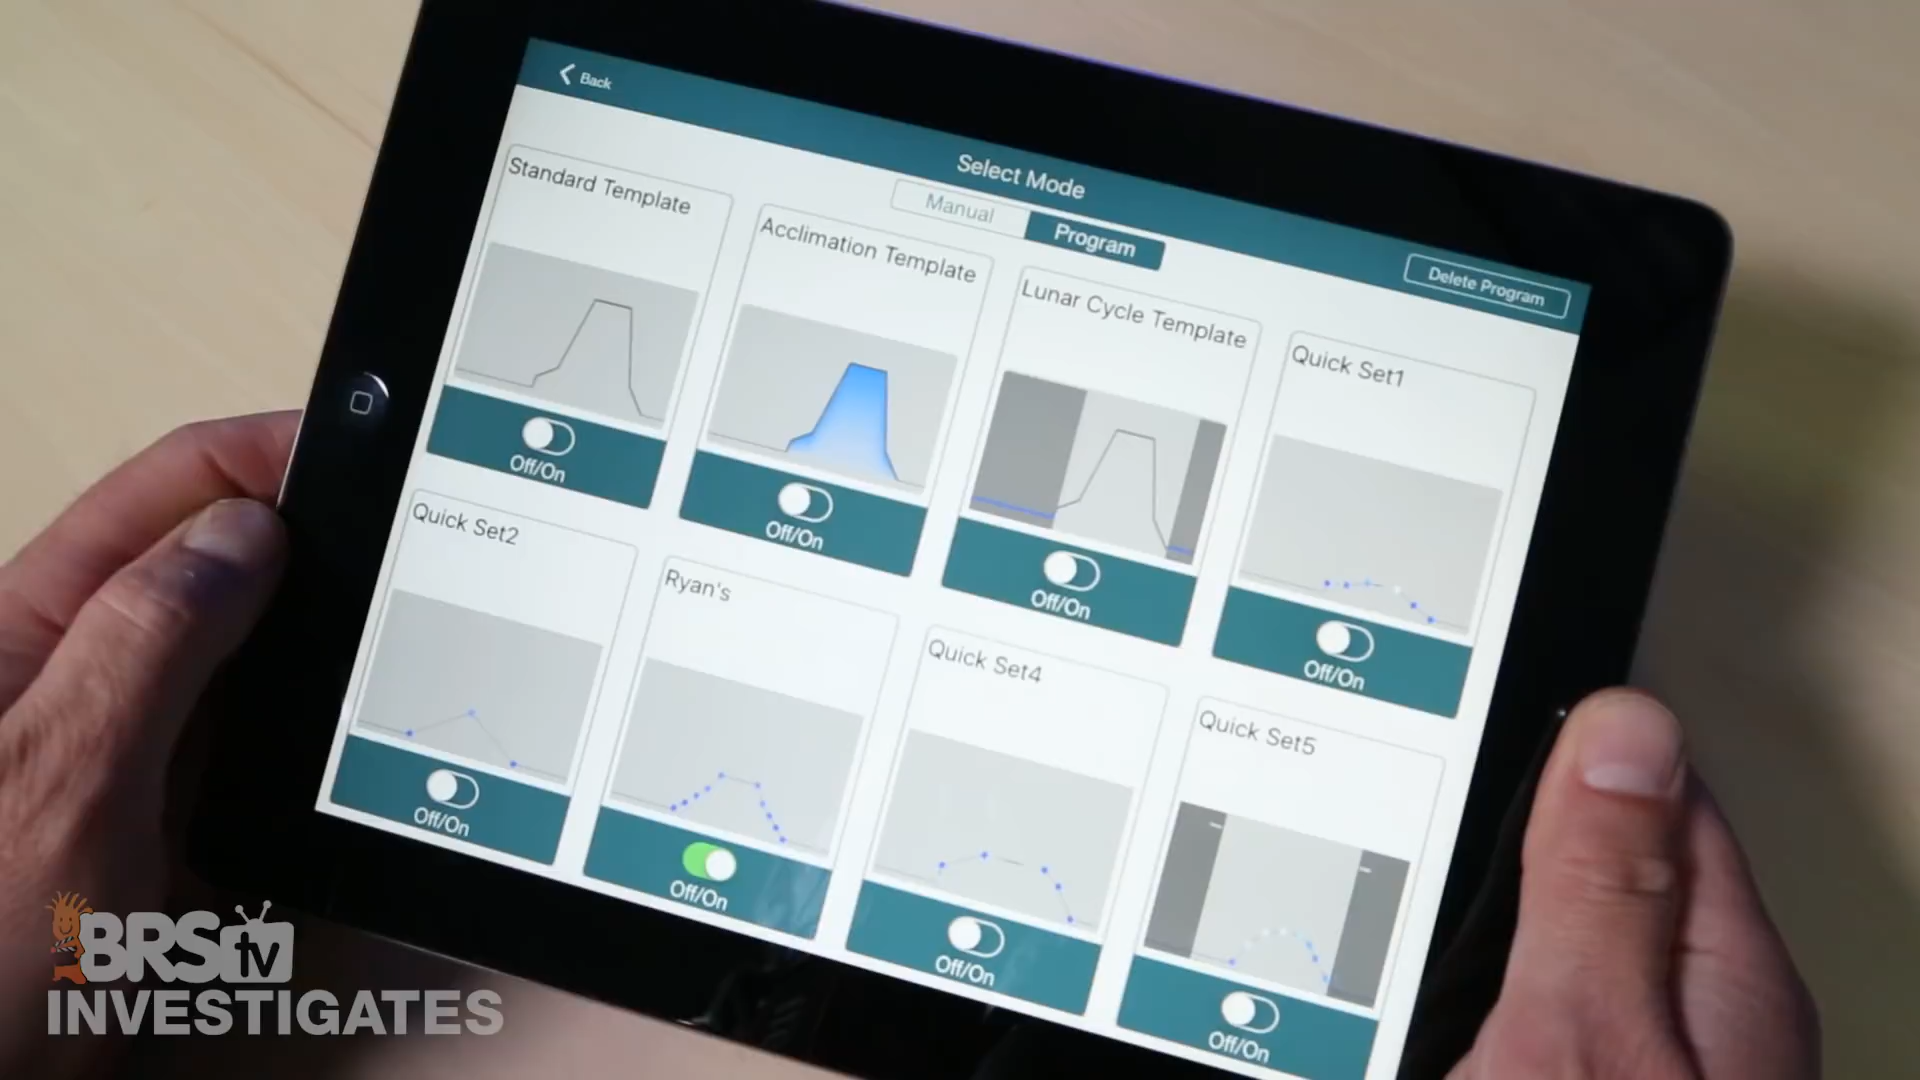 Back
Select Mode
Manual
Program
Delete Program
Standard Template
Acclimation Template
Lunar Cycle Template
Quick Set1
Off/On
Off/On
Off/On
Off/On
Quick Set2
Ryan's
Quick Set4
Quick Set5
Off/On
Off/On
Off/On
Off/On
BRS tv
INVESTIGATES